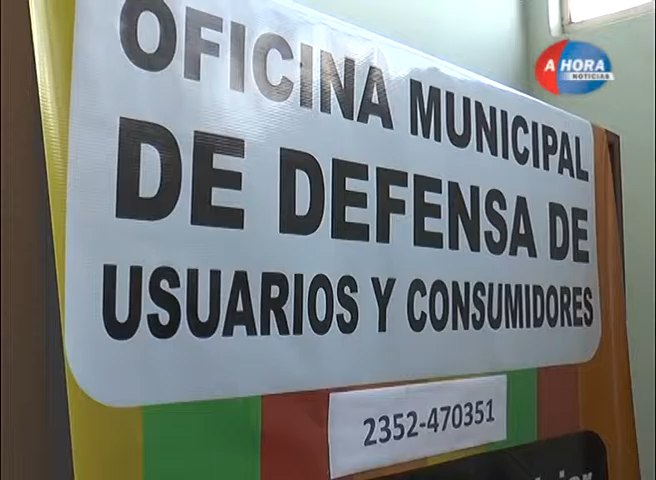 AHORA
NOTICIAS
OFICINA MUNICIPAL
DE DEFENSA DE
USUARIOS Y CONSUMIDORES
2352-470351